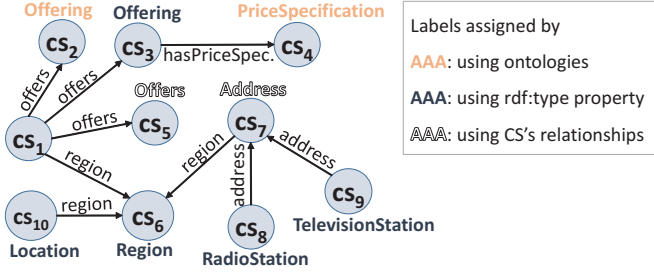 Offering
Offering
PriceSpecification
CS2
CS3
hasPriceSpec.
CS4
offers
offers
offers
Offers
Address
CS1
CS5
CS7
region
region
address
address
CS10
region
CS6
CS8
CS9
Location
Region
RadioStation
TelevisionStation
Labels assigned by
AAA: using ontologies
AAA: using rdf:type property
AAA: using CS's relationships